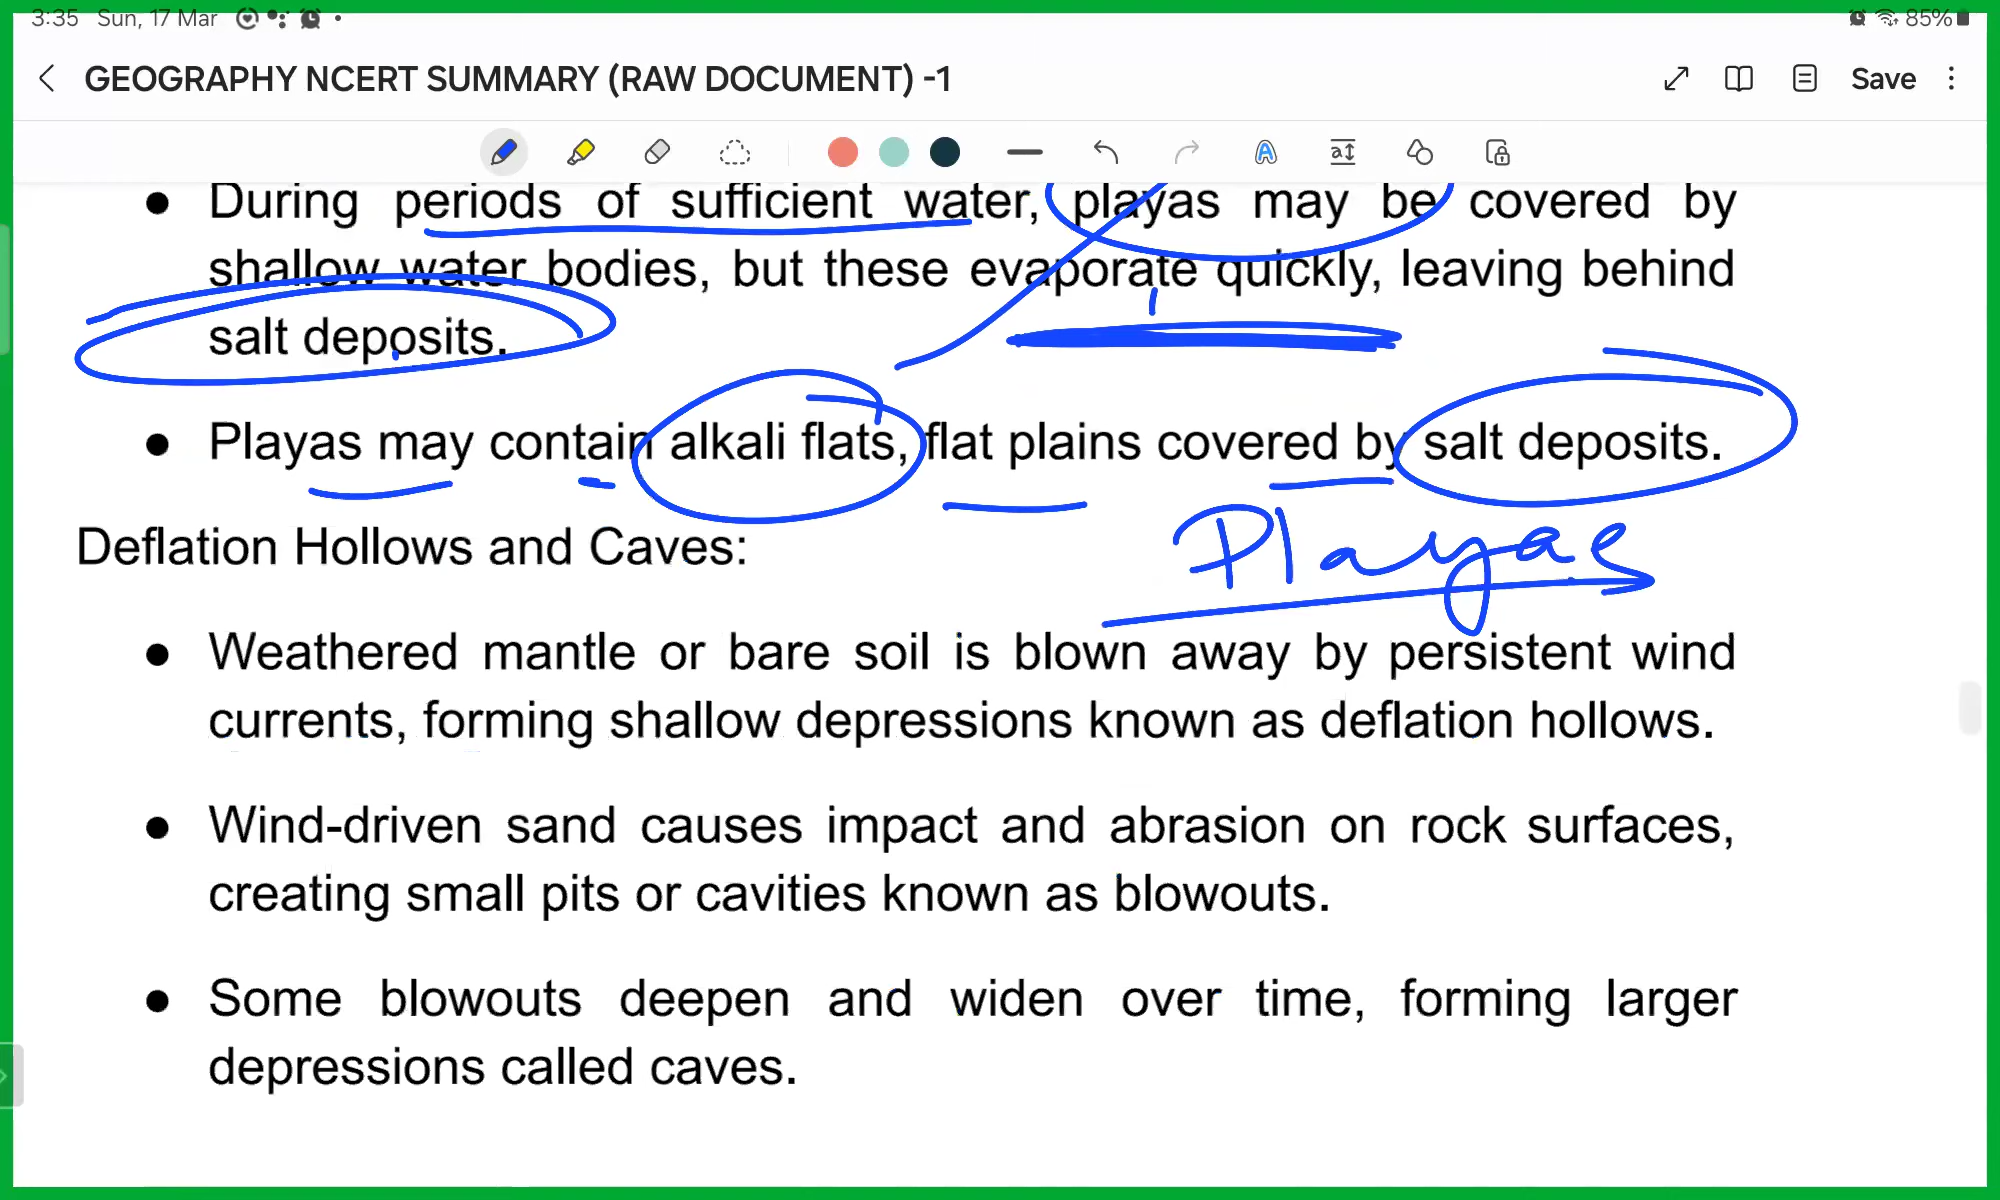 3:35 Sun, 17 Mar 85%
GEOGRAPHY NCERT SUMMARY (RAW DOCUMENT) -1 Save
● During periods of sufficient water, playas may be covered by
shallow water bodies, but these evaporate quickly, leaving behind
salt deposits.
● Playas may contain alkali flats, flat plains covered by salt deposits.
Playas
Deflation Hollows and Caves:
● Weathered mantle or bare soil is blown away by persistent wind
currents, forming shallow depressions known as deflation hollows.
● Wind-driven sand causes impact and abrasion on rock surfaces,
creating small pits or cavities known as blowouts.
● Some blowouts deepen and widen over time, forming larger
depressions called caves.